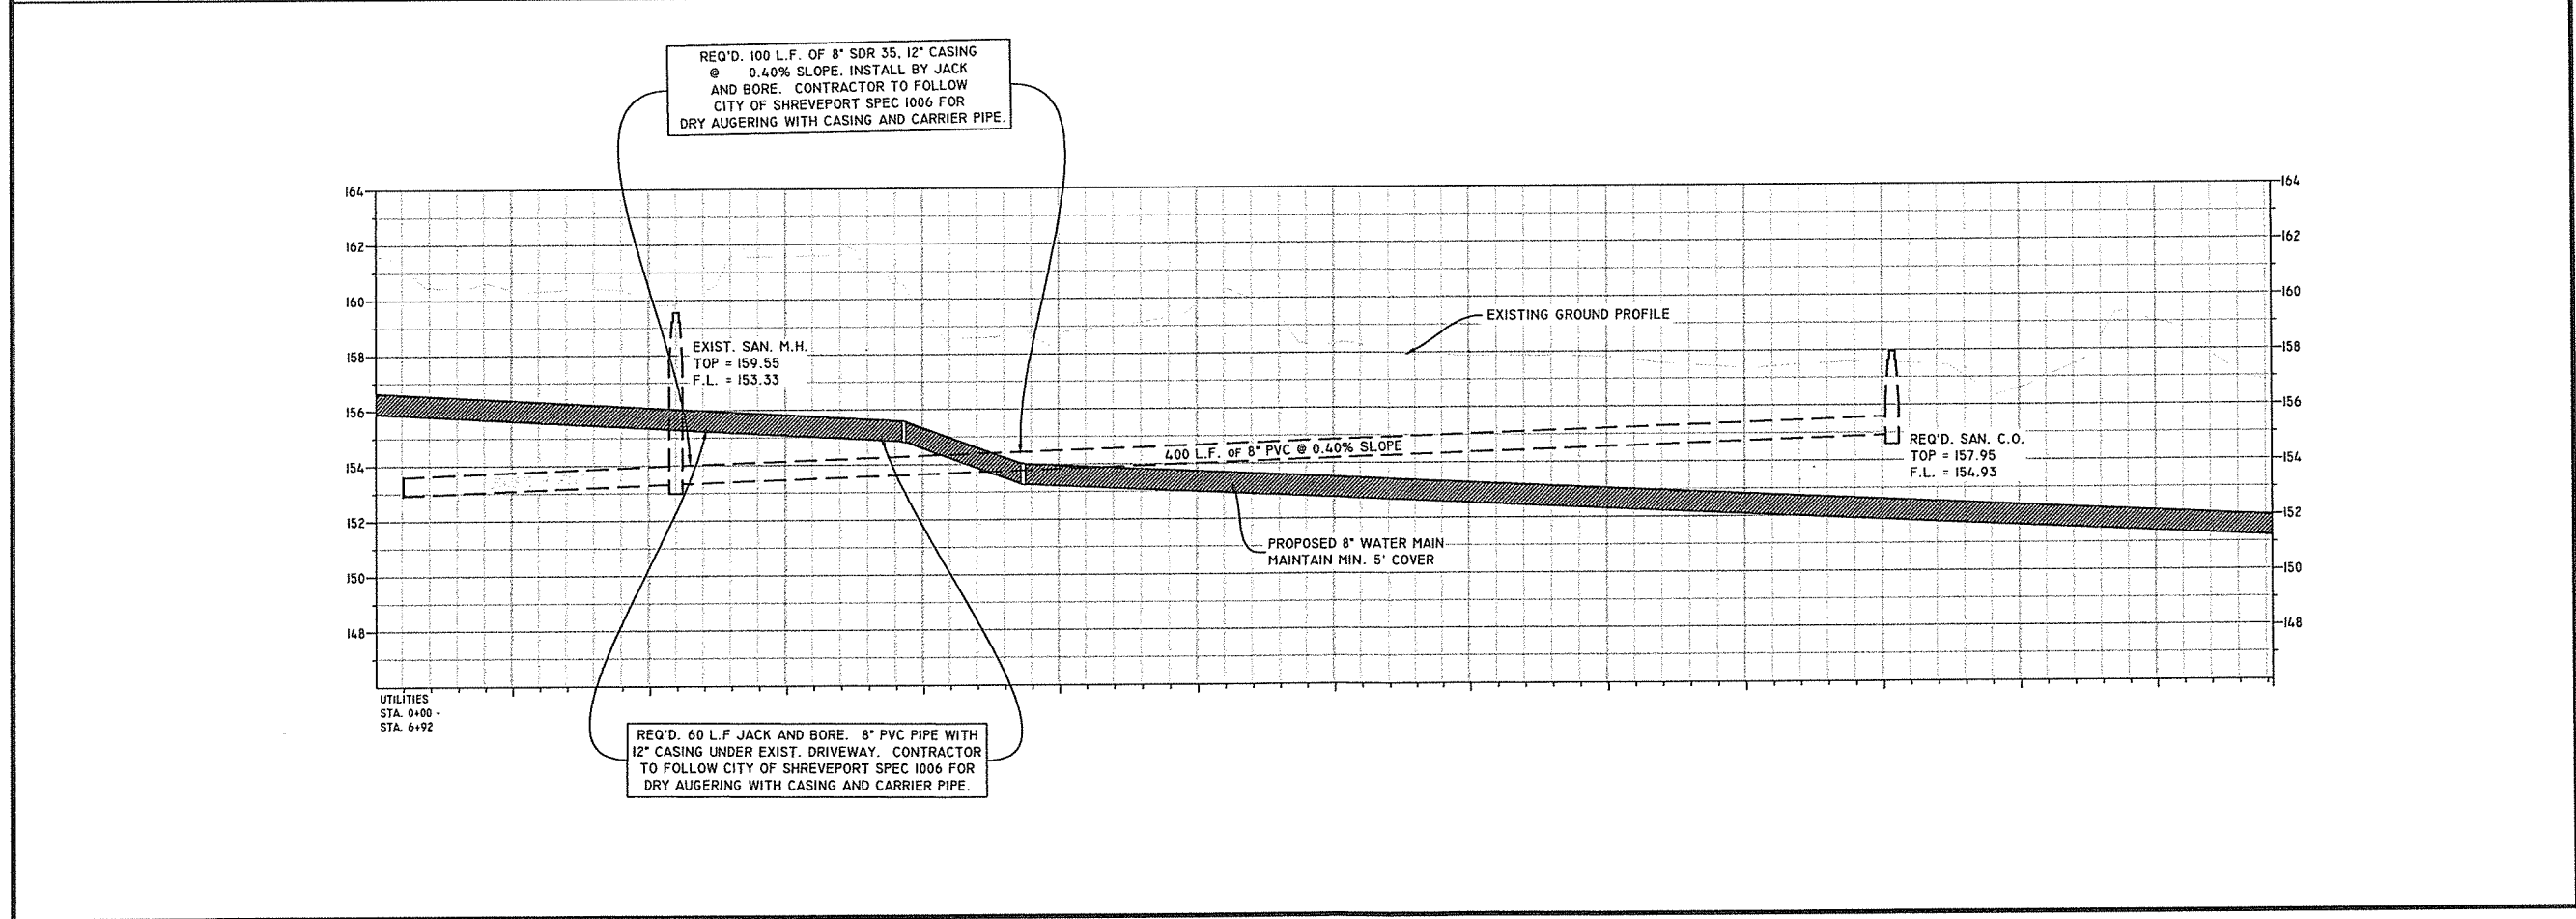 REQ'D. 100 L.F. OF 8" SDR 35, 12" CASING
@ 0.40% SLOPE. INSTALL BY JACK
AND BORE. CONTRACTOR TO FOLLOW
CITY OF SHREVEPORT SPEC 1006 FOR
DRY AUGERING WITH CASING AND CARRIER PIPE.
164
164
162
162
160
160
EXISTING GROUND PROFILE
EXIST. SAN. M.H.
TOP = 159.55
F.L. = 153.33
158
158
156
156
REQ'D. SAN. C.O.
TOP = 157.95
F.L. = 154.93
400 L.F. OF 8" PVC @ 0.40% SLOPE
154
154
152
152
PROPOSED 8" WATER MAIN
MAINTAIN MIN. 5' COVER
150
150
148
148
UTILITIES
STA. 0+00 -
STA. 6+92
REQ'D. 60 L.F JACK AND BORE. 8" PVC PIPE WITH
12" CASING UNDER EXIST. DRIVEWAY. CONTRACTOR
TO FOLLOW CITY OF SHREVEPORT SPEC 1006 FOR
DRY AUGERING WITH CASING AND CARRIER PIPE.